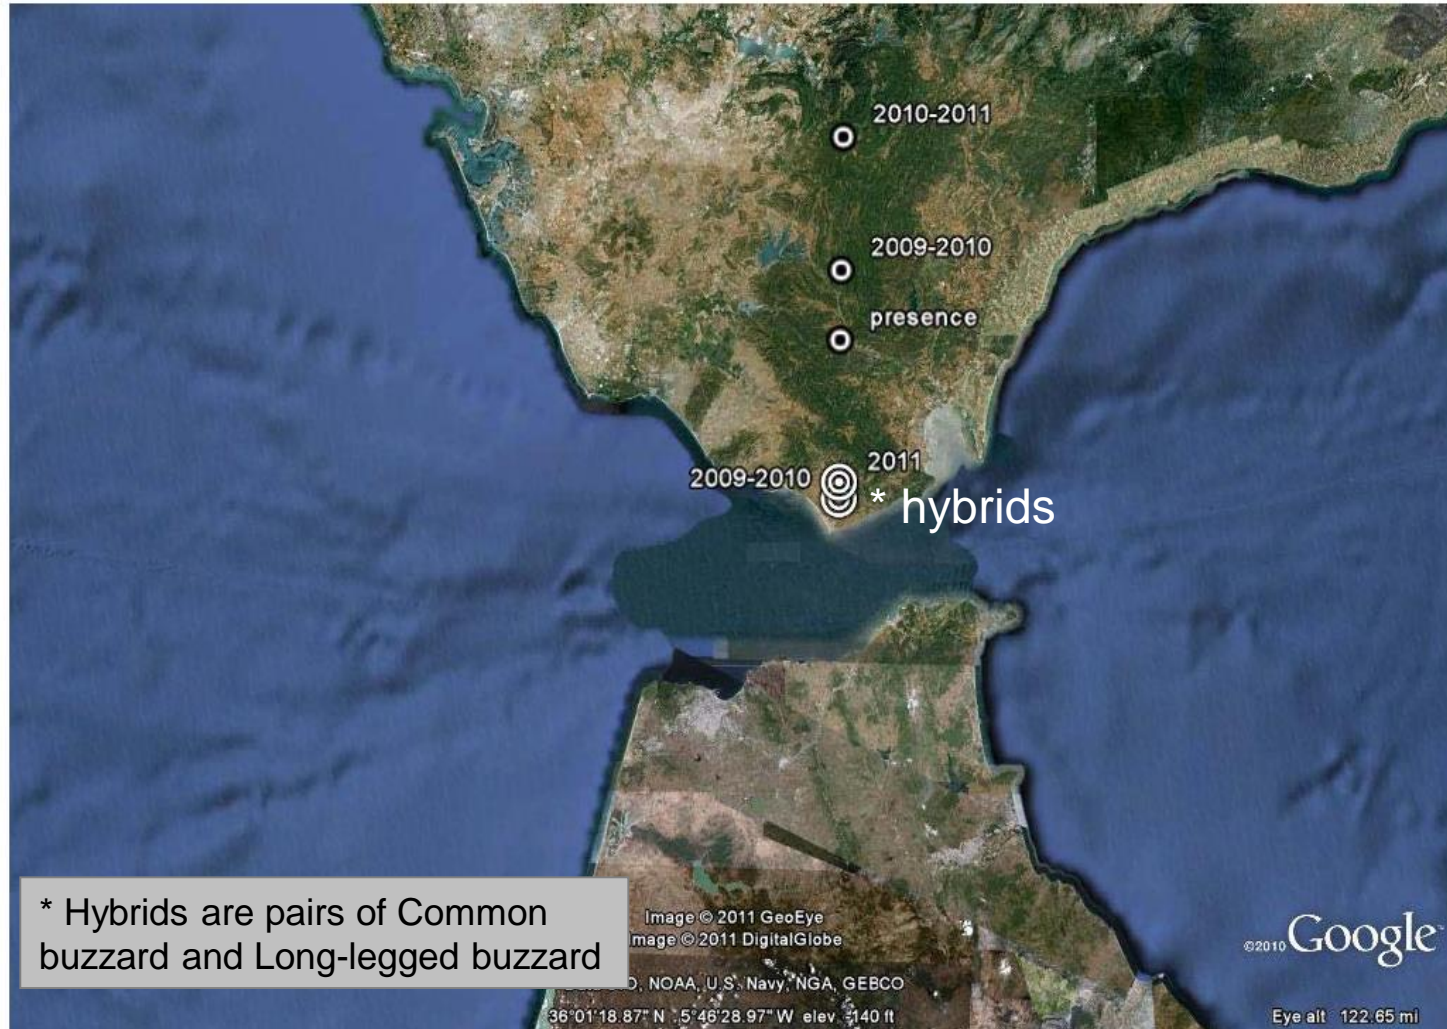 2010-2011
2009-2010
presence
2009-2010
2011
* hybrids
* Hybrids are pairs of Common
buzzard and Long-legged buzzard
Image © 2011 GeoEye
Image © 2011 DigitalGlobe
NOAA, U.S. Navy, NGA, GEBCO
36°01'18.87" N 5°46'28.97" W elev -140 ft
©2010 Google
Eye alt 122.65 mi